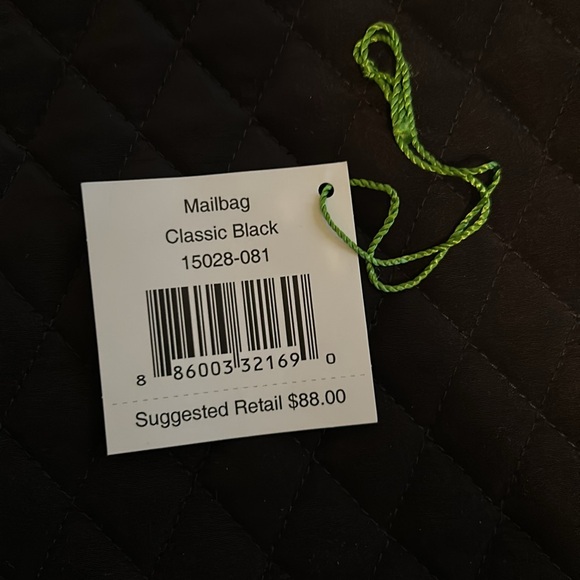 Mailbag
Classic Black
15028-081
8 86003 32169 0
Suggested Retail $88.00